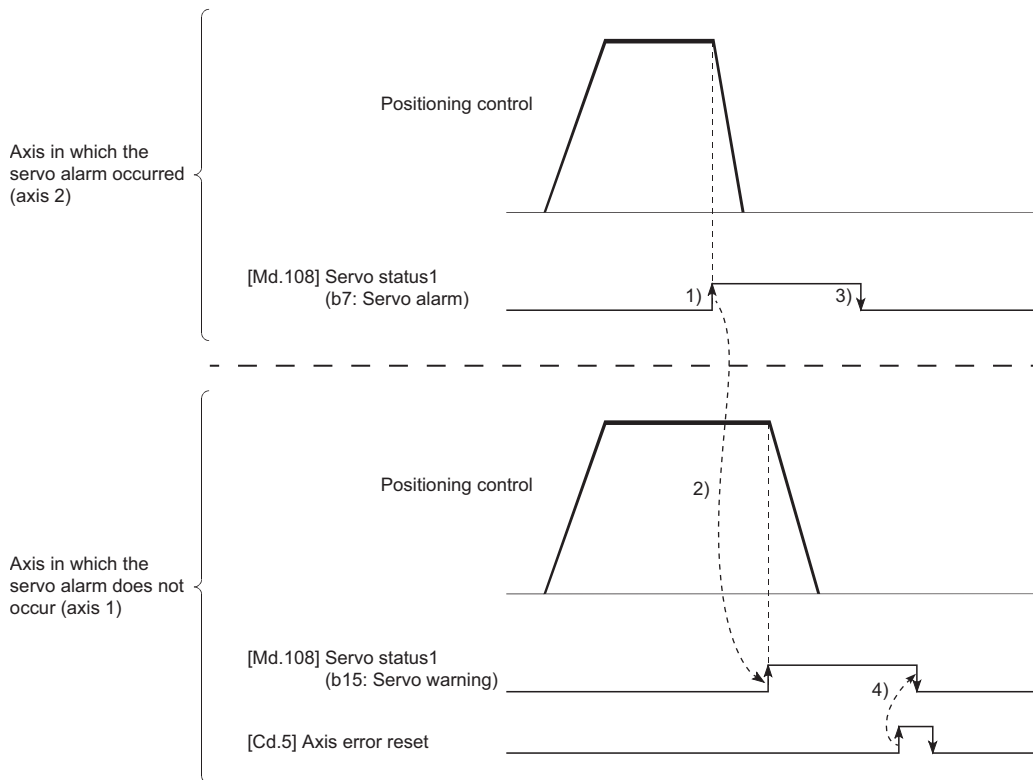 Positioning control
Axis in which the
servo alarm occurred
(axis 2)
[Md.108] Servo status1
(b7: Servo alarm)
1)
3)
Positioning control
2)
Axis in which the
servo alarm does not
occur (axis 1)
[Md.108] Servo status1
(b15: Servo warning)
4)
[Cd.5] Axis error reset